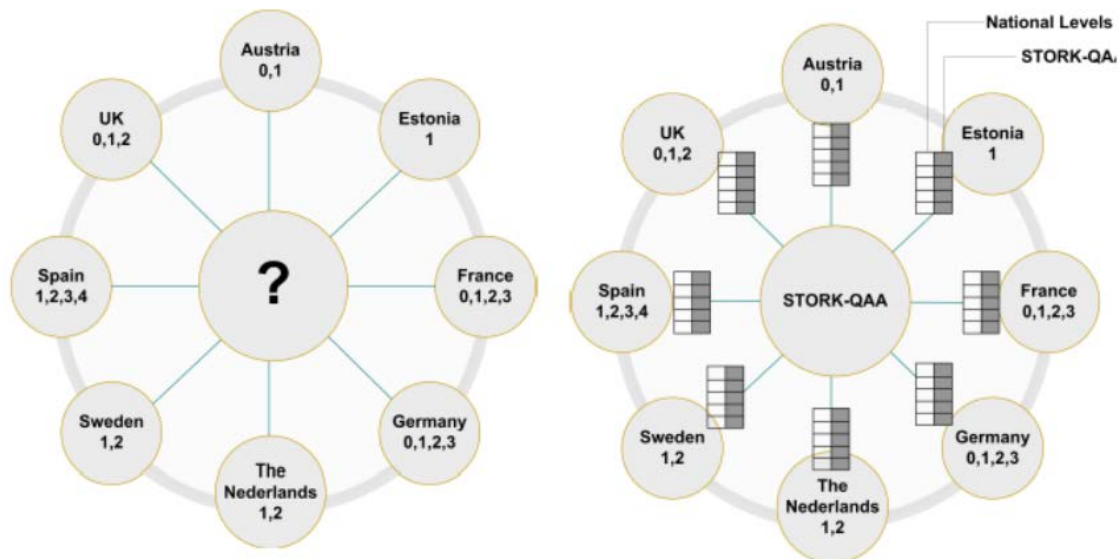 Austria
0,1
UK
0,1,2
Estonia
1
Spain
1,2,3,4
?
France
0,1,2,3
Sweden
1,2
Germany
0,1,2,3
The
Nederlands
1,2
National Levels
STORK-QA
Austria
0,1
UK
0,1,2
Estonia
1
Spain
1,2,3,4
STORK-QAA
France
0,1,2,3
Sweden
1,2
Germany
0,1,2,3
The
Nederlands
1,2